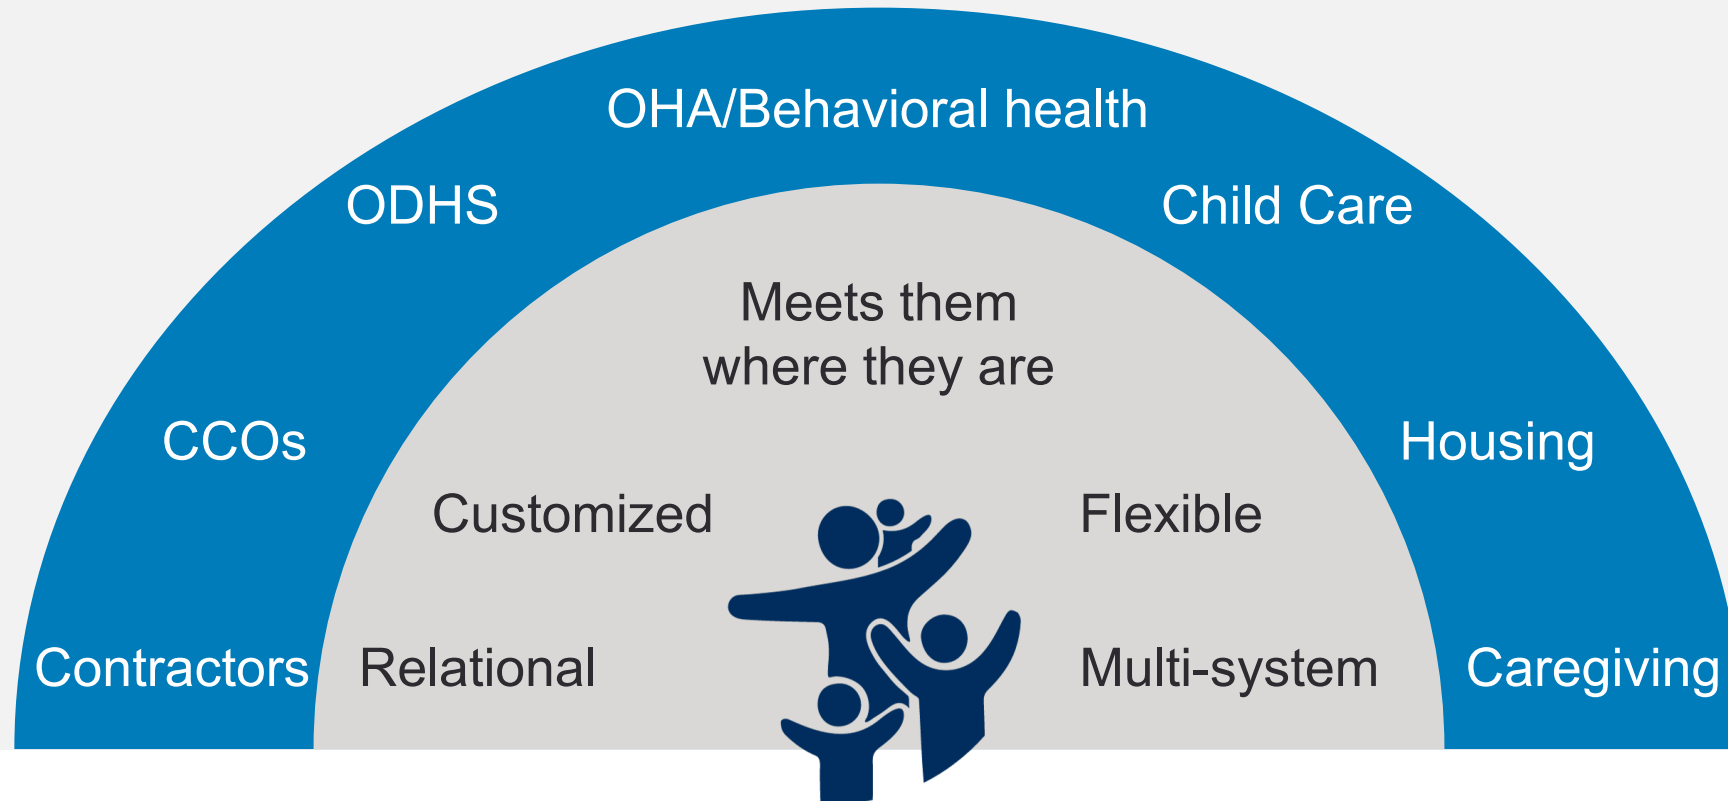 OHA/Behavioral health
ODHS
Child Care
Meets them
where they are
CCOs
Housing
Customized
Flexible
Contractors
Relational
Multi-system
Caregiving